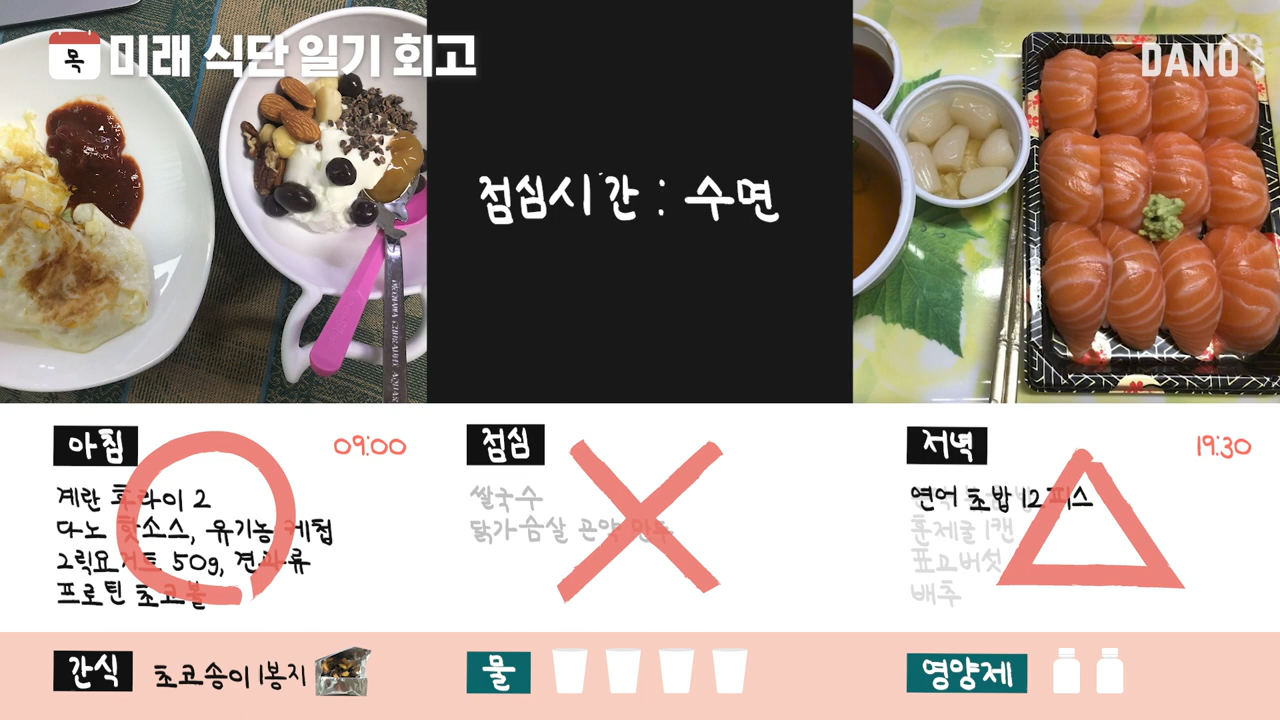 목 미래 식단 일기 회고
DANO
점심시간 : 수면
아침 09:00
계란 후라이 2
다노 핫소스, 유기농 케첩
그릭요거트 50g, 견과류
프로틴 초코볼
점심
쌀국수
닭가슴살 곤약 만두
저녁 19:30
연어 초밥 12피스
훈제굴 1캔
표고버섯
배추
간식 초코송이 1봉지
물
영양제